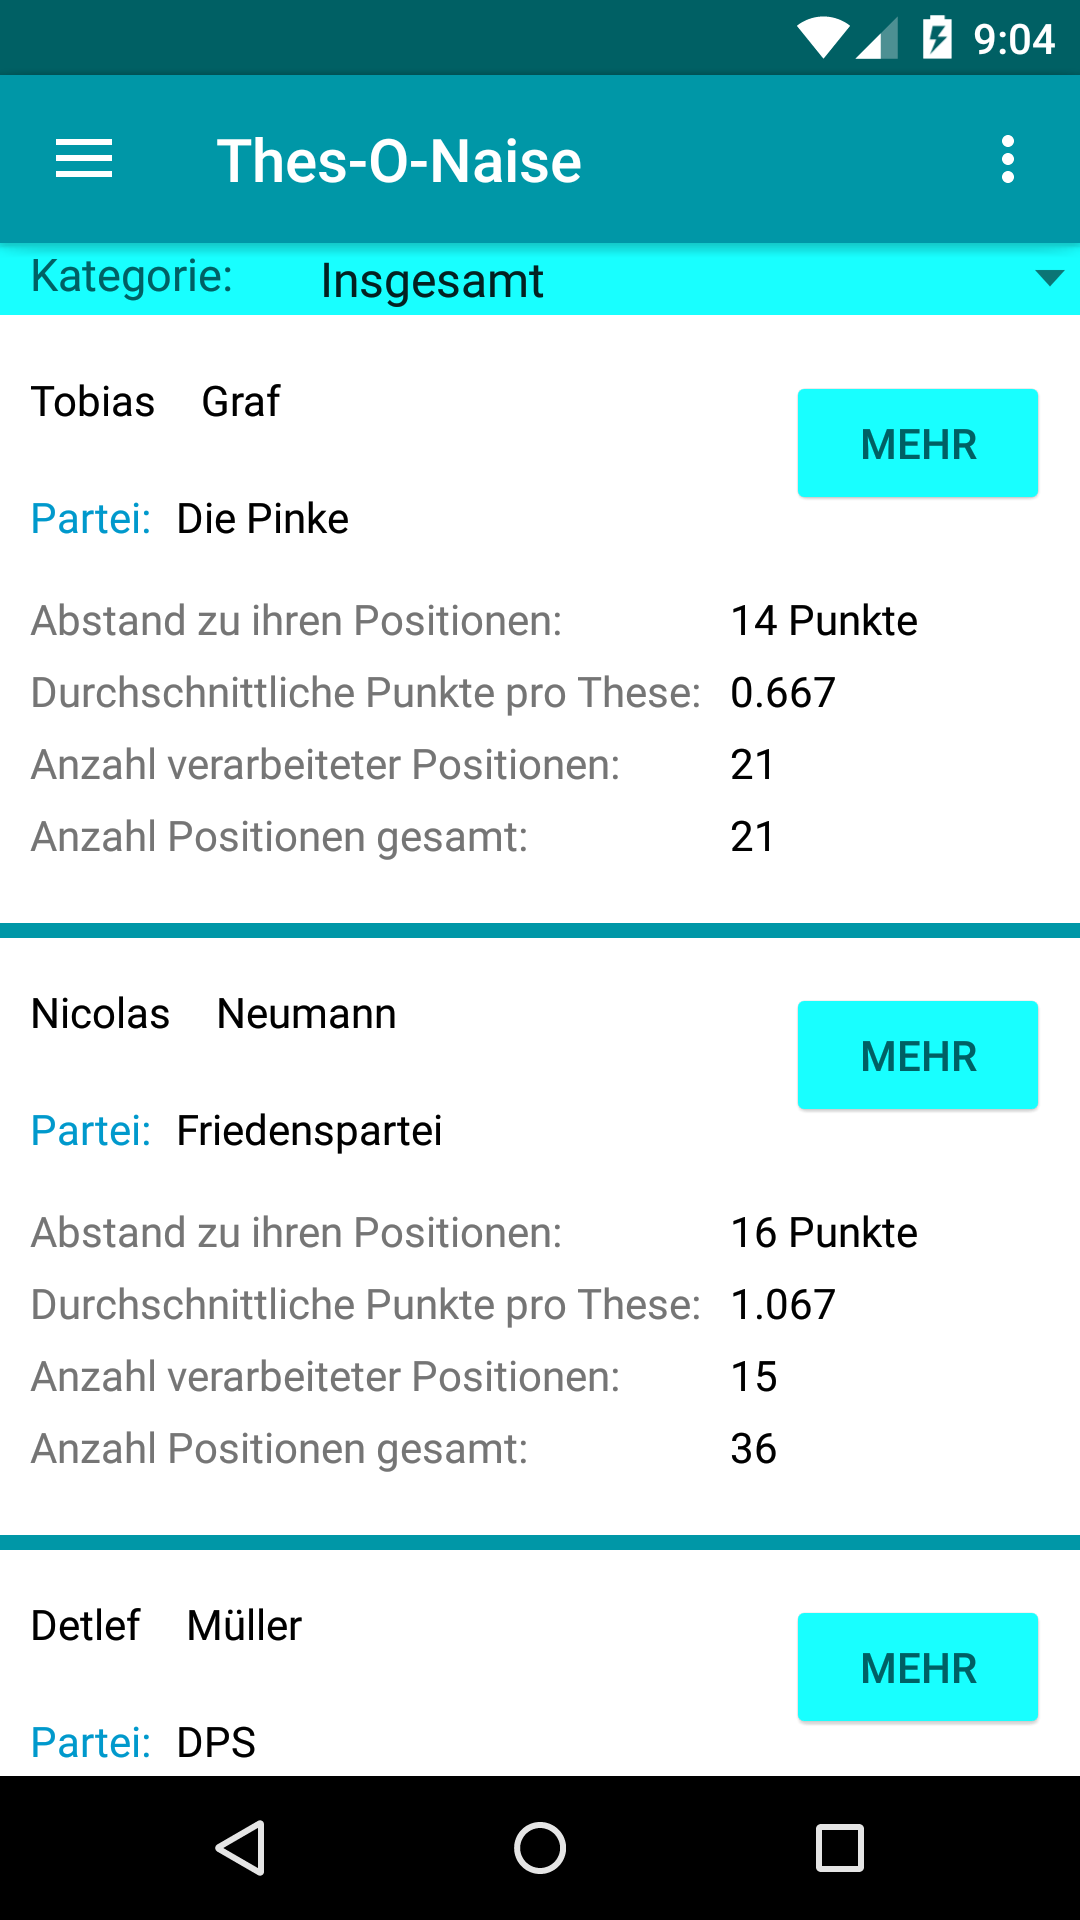 9:04
Thes-O-Naise
Kategorie: Insgesamt
Tobias Graf
MEHR
Partei: Die Pinke
Abstand zu ihren Positionen: 14 Punkte
Durchschnittliche Punkte pro These: 0.667
Anzahl verarbeiteter Positionen: 21
Anzahl Positionen gesamt: 21
Nicolas Neumann
MEHR
Partei: Friedenspartei
Abstand zu ihren Positionen: 16 Punkte
Durchschnittliche Punkte pro These: 1.067
Anzahl verarbeiteter Positionen: 15
Anzahl Positionen gesamt: 36
Detlef Müller
MEHR
Partei: DPS